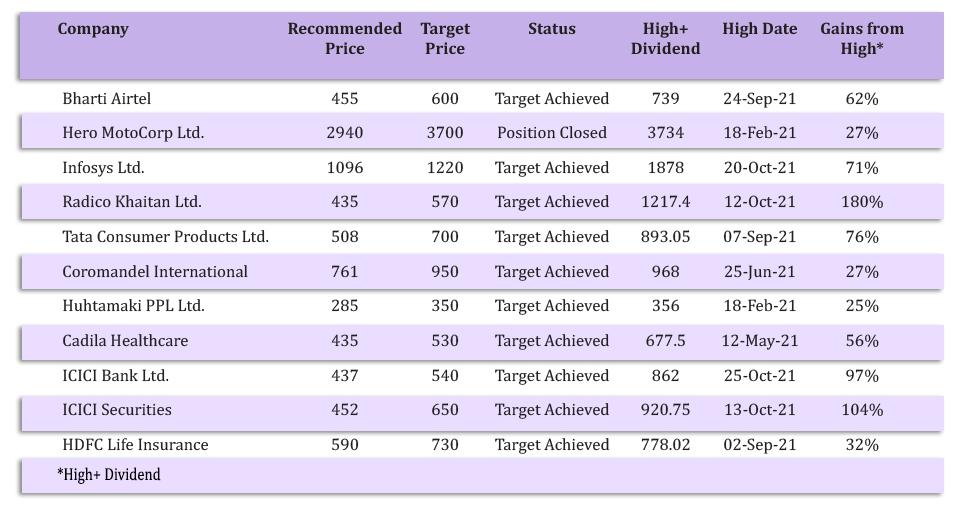 Company Recommended Price Target Price Status High+ Dividend High Date Gains from High*
Bharti Airtel 455 600 Target Achieved 739 24-Sep-21 62%
Hero MotoCorp Ltd. 2940 3700 Position Closed 3734 18-Feb-21 27%
Infosys Ltd. 1096 1220 Target Achieved 1878 20-Oct-21 71%
Radico Khaitan Ltd. 435 570 Target Achieved 1217.4 12-Oct-21 180%
Tata Consumer Products Ltd. 508 700 Target Achieved 893.05 07-Sep-21 76%
Coromandel International 761 950 Target Achieved 968 25-Jun-21 27%
Huhtamaki PPL Ltd. 285 350 Target Achieved 356 18-Feb-21 25%
Cadila Healthcare 435 530 Target Achieved 677.5 12-May-21 56%
ICICI Bank Ltd. 437 540 Target Achieved 862 25-Oct-21 97%
ICICI Securities 452 650 Target Achieved 920.75 13-Oct-21 104%
HDFC Life Insurance 590 730 Target Achieved 778.02 02-Sep-21 32%
*High+ Dividend